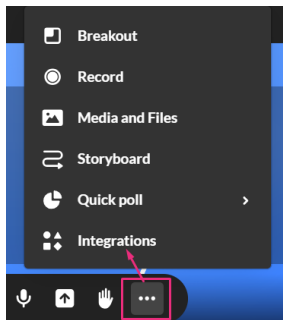 Breakout
Record
Media and Files
Storyboard
Quick poll
Integrations